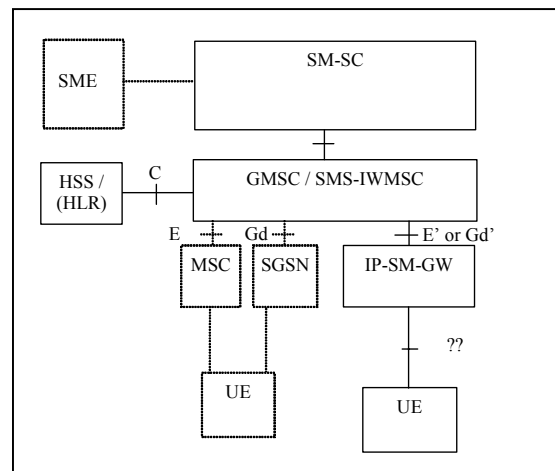 SM-SC
SME
GMSC / SMS-IWMSC
HSS /
(HLR)
C
E
Gd
E’ or Gd’
MSC
SGSN
IP-SM-GW
??
UE
UE